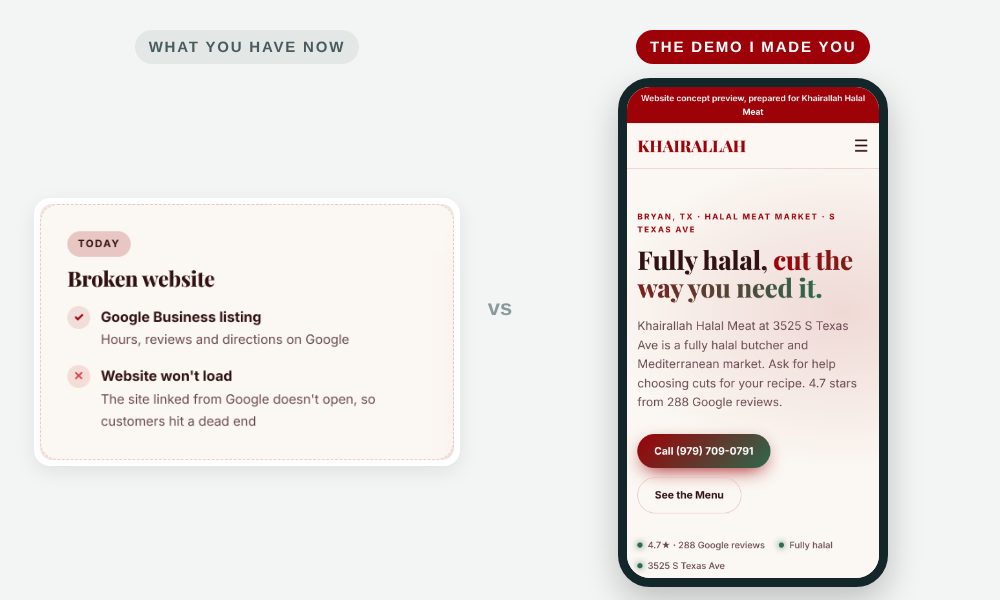 WHAT YOU HAVE NOW
THE DEMO I MADE YOU
TODAY
Broken website
Google Business listing
Hours, reviews and directions on Google
Website won't load
The site linked from Google doesn't open, so
customers hit a dead end
vs
Website concept preview, prepared for Khairallah Halal
Meat
KHAIRALLAH
BRYAN, TX · HALAL MEAT MARKET · S
TEXAS AVE
Fully halal, cut the
way you need it.
Khairallah Halal Meat at 3525 S Texas
Ave is a fully halal butcher and
Mediterranean market. Ask for help
choosing cuts for your recipe. 4.7 stars
from 288 Google reviews.
Call (979) 709-0791
See the Menu
4.7★ · 288 Google reviews
Fully halal
3525 S Texas Ave